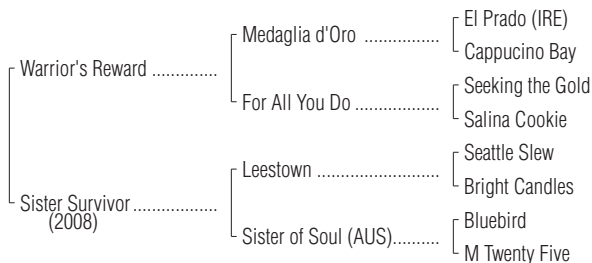 El Prado (IRE)
Medaglia d'Oro ................
Cappucino Bay
Warrior's Reward ..............
Seeking the Gold
For All You Do ..................
Salina Cookie
Seattle Slew
Leestown ........................
Bright Candles
Sister Survivor .................
(2008)
Bluebird
Sister of Soul (AUS)..........
M Twenty Five